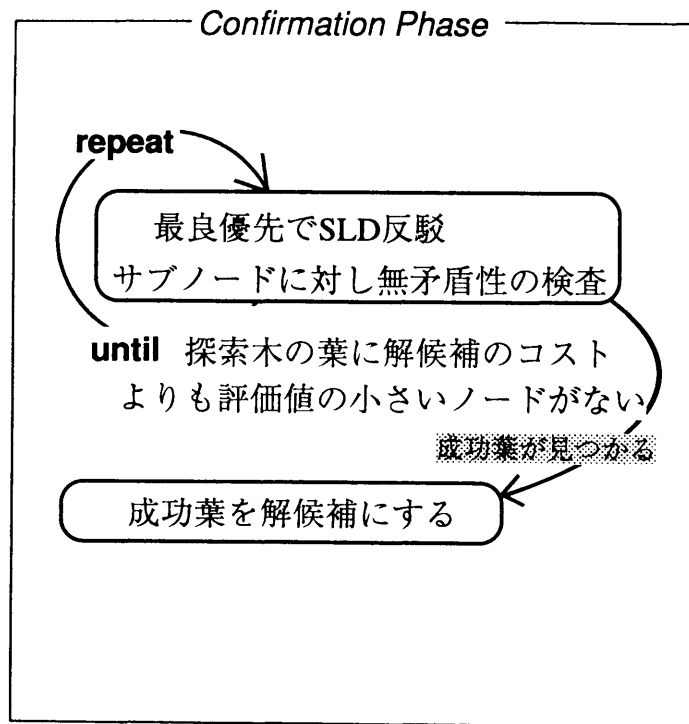 Confirmation Phase
repeat
最良優先でSLD反駁
サブノードに対し無矛盾性の検査
until 探索木の葉に解候補のコスト
よりも評価値の小さいノードがない
成功葉が見つかる
成功葉を解候補にする